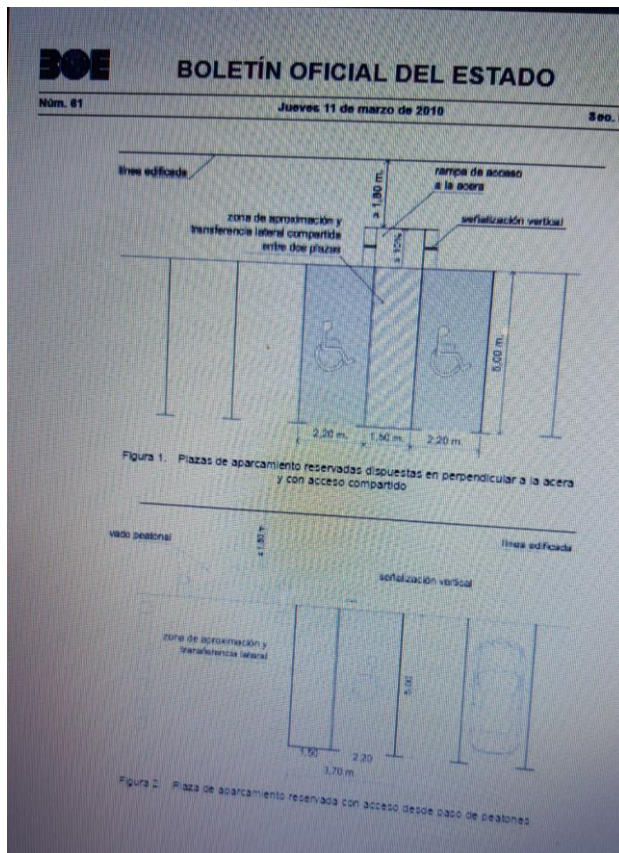 BOE
BOLETÍN OFICIAL DEL ESTADO
Núm. 61
Jueves 11 de marzo de 2010
Sec.
línea edificada
≥ 1,80 m.
rampa de acceso
a la acera
zona de aproximación y
transferencia lateral compartida
entre dos plazas
señalización vertical
10%
5,00 m.
2,20 m.
1,50 m.
2,20 m.
Figura 1. Plazas de aparcamiento reservadas dispuestas en perpendicular a la acera
y con acceso compartido
vado peatonal
línea edificada
señalización vertical
zona de aproximación y
transferencia lateral
5,00
1,50
2,20
3,70 m
Figura 2. Plaza de aparcamiento reservada con acceso desde paso de peatones